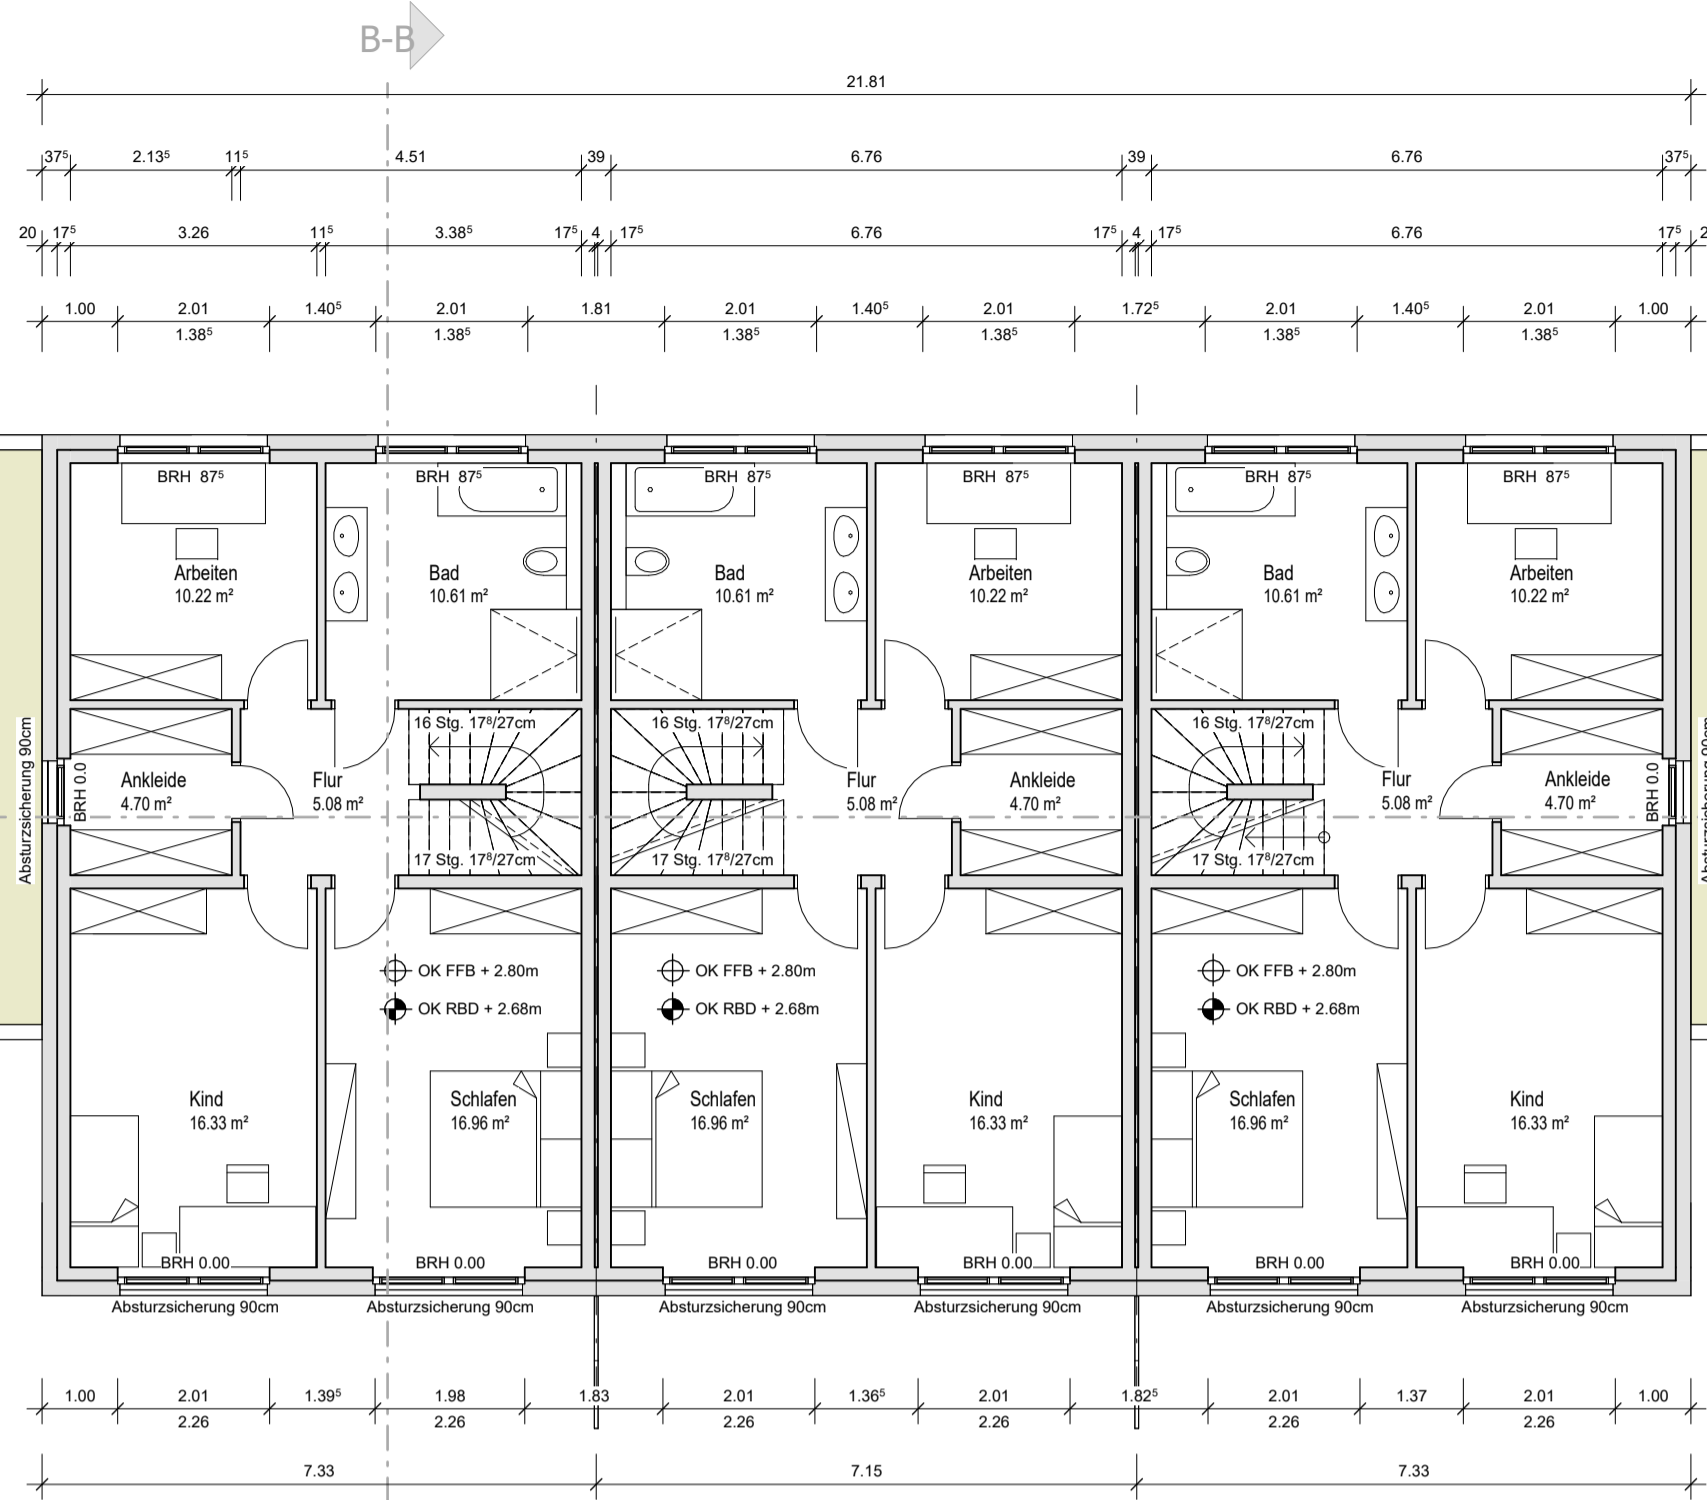 B-B
21.81
37⁵ 2.13⁵ 11⁵ 4.51 39 6.76 39 6.76 37⁵
20 17⁵ 3.26 11⁵ 3.38⁵ 17⁵ 4 17⁵ 6.76 17⁵ 4 17⁵ 6.76 17⁵ 2
1.00 2.01 1.40⁵ 2.01 1.81 2.01 1.40⁵ 2.01 1.72⁵ 2.01 1.40⁵ 2.01 1.00
1.38⁵ 1.38⁵ 1.38⁵ 1.38⁵ 1.38⁵ 1.38⁵
BRH 87⁵ BRH 87⁵ BRH 87⁵ BRH 87⁵ BRH 87⁵ BRH 87⁵
Arbeiten Bad Bad Arbeiten Bad Arbeiten
10.22 m² 10.61 m² 10.61 m² 10.22 m² 10.61 m² 10.22 m²
16 Stg. 17⁸/27cm 16 Stg. 17⁸/27cm 16 Stg. 17⁸/27cm
Absturzsicherung 90cm
BRH 0.0
Ankleide Flur Flur Ankleide Flur Ankleide
4.70 m² 5.08 m² 5.08 m² 4.70 m² 5.08 m² 4.70 m²
BRH 0.0
Absturzsicherung 90cm
17 Stg. 17⁸/27cm 17 Stg. 17⁸/27cm 17 Stg. 17⁸/27cm
OK FFB + 2.80m OK FFB + 2.80m OK FFB + 2.80m
OK RBD + 2.68m OK RBD + 2.68m OK RBD + 2.68m
Kind Schlafen Schlafen Kind Schlafen Kind
16.33 m² 16.96 m² 16.96 m² 16.33 m² 16.96 m² 16.33 m²
BRH 0.00 BRH 0.00 BRH 0.00 BRH 0.00 BRH 0.00 BRH 0.00
Absturzsicherung 90cm Absturzsicherung 90cm Absturzsicherung 90cm Absturzsicherung 90cm Absturzsicherung 90cm Absturzsicherung 90cm
1.00 2.01 1.39⁵ 1.98 1.83 2.01 1.36⁵ 2.01 1.82⁵ 2.01 1.37 2.01 1.00
2.26 2.26 2.26 2.26 2.26 2.26
7.33 7.15 7.33